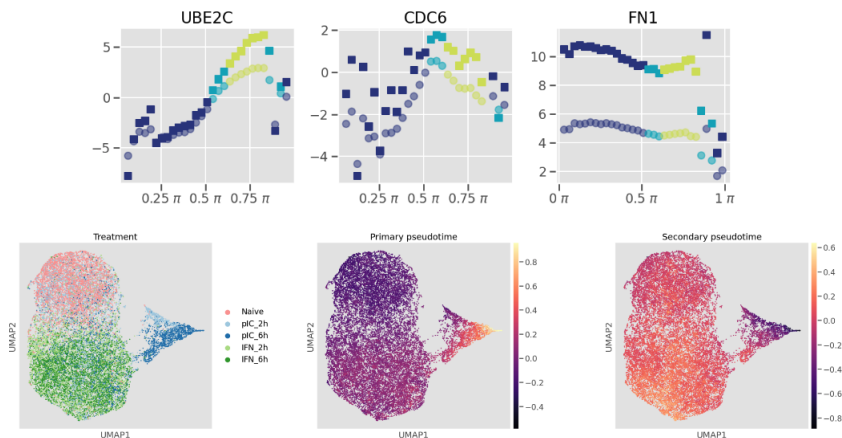 UBE2C CDC6 FN1
5
0
−5
0.25 π 0.5 π 0.75 π
2
0
−2
−4
0.25 π 0.5 π 0.75 π
10
8
6
4
2
0 π 0.5 π 1 π
Treatment
UMAP2
UMAP1
Naive
pIC_2h
pIC_6h
IFN_2h
IFN_6h
Primary pseudotime
UMAP2
UMAP1
0.8
0.6
0.4
0.2
0.0
−0.2
−0.4
Secondary pseudotime
UMAP2
UMAP1
0.6
0.4
0.2
0.0
−0.2
−0.4
−0.6
−0.8